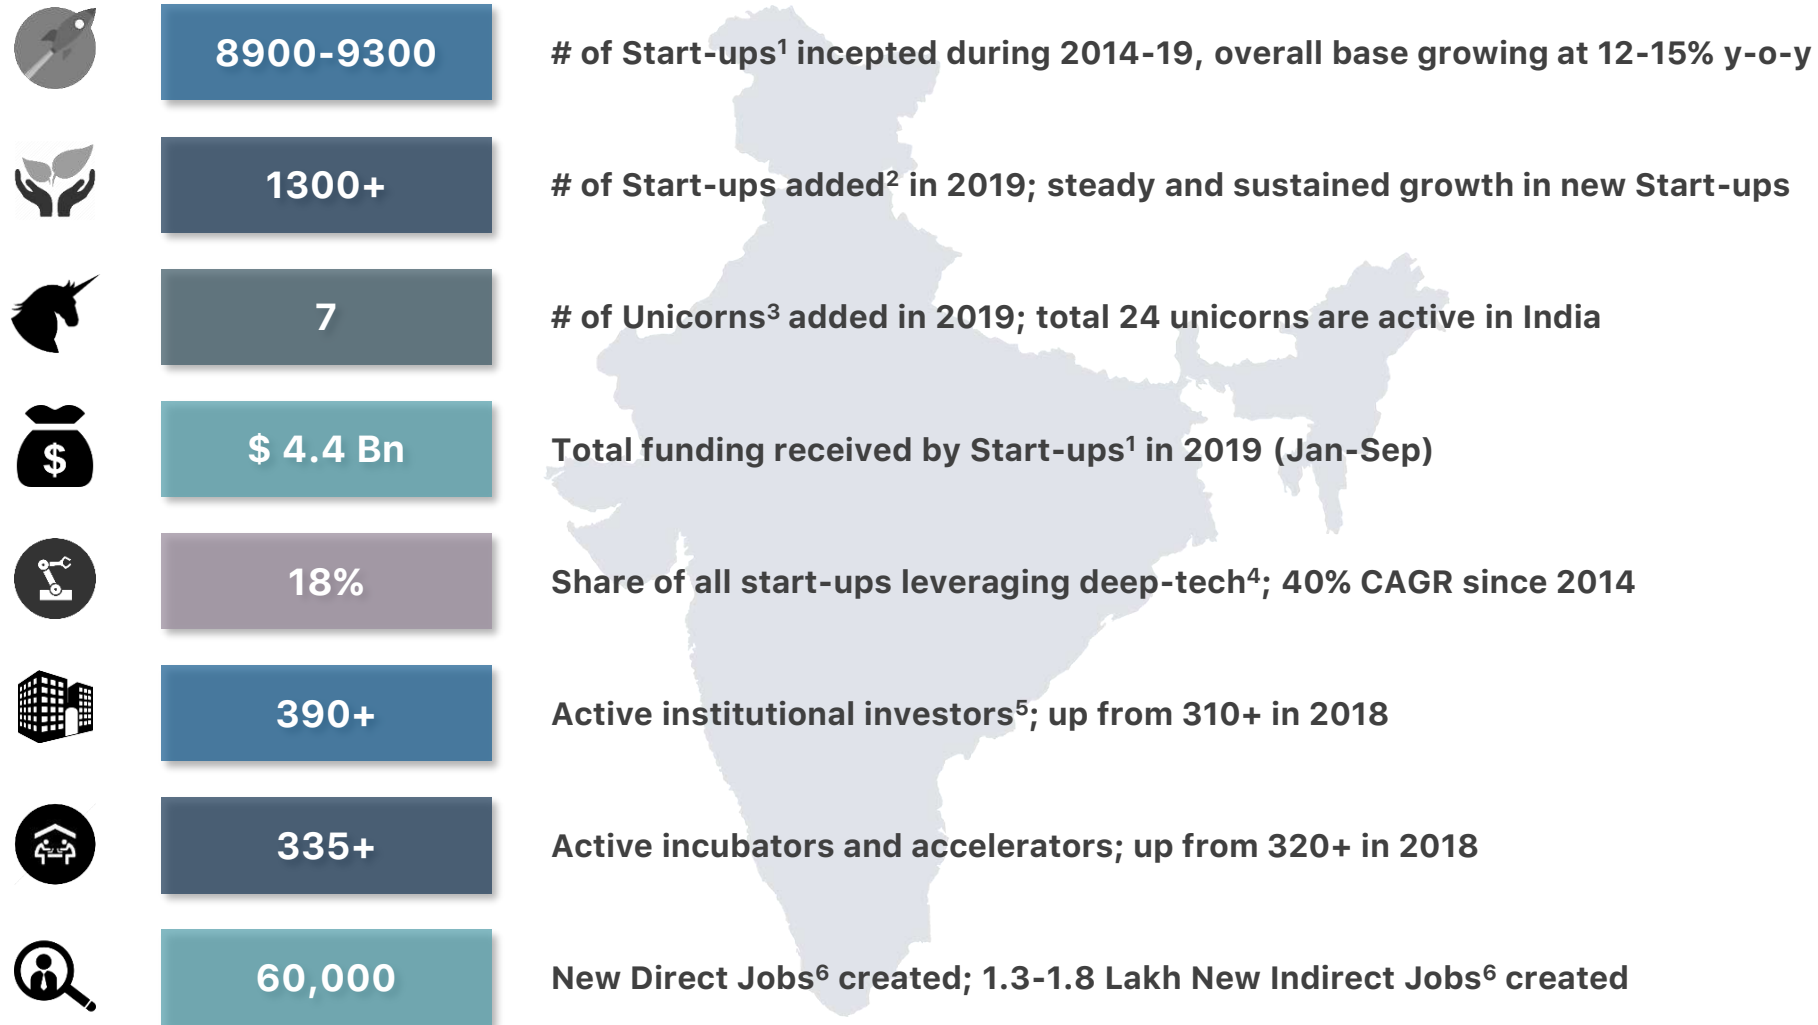 8900-9300
# of Start-ups¹ incepted during 2014-19, overall base growing at 12-15% y-o-y
1300+
# of Start-ups added² in 2019; steady and sustained growth in new Start-ups
7
# of Unicorns³ added in 2019; total 24 unicorns are active in India
$
$ 4.4 Bn
Total funding received by Start-ups¹ in 2019 (Jan-Sep)
18%
Share of all start-ups leveraging deep-tech⁴; 40% CAGR since 2014
390+
Active institutional investors⁵; up from 310+ in 2018
335+
Active incubators and accelerators; up from 320+ in 2018
60,000
New Direct Jobs⁶ created; 1.3-1.8 Lakh New Indirect Jobs⁶ created